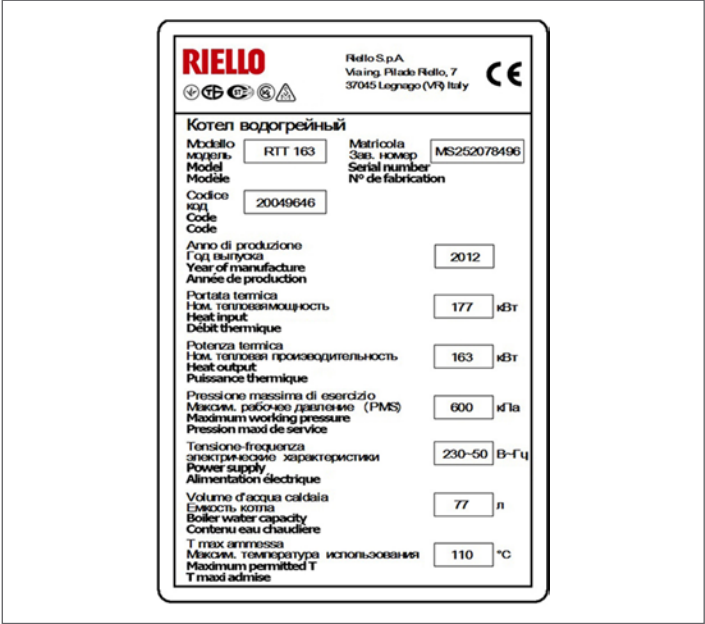 RIELLO
Riello S.p.A.
Via ing. Pilade Riello, 7
37045 Legnago (VR) Italy
CE
Котел водогрейный
Modello
модель
Model
Modèle
RTT 163
Matricola
Зав. номер
Serial number
N° de fabrication
MS252078496
Codice
код
Code
Code
20049646
Anno di produzione
Год выпуска
Year of manufacture
Année de production
2012
Portata termica
Ном. тепловая мощность
Heat input
Débit thermique
177 кВт
Potenza termica
Ном. тепловая производительность
Heat output
Puissance thermique
163 кВт
Pressione massima di esercizio
Максим. рабочее давление (PMS)
Maximum working pressure
Pression maxi de service
600 кПа
Tensione-frequenza
электрические характеристики
Power supply
Alimentation électrique
230~50 В~Гц
Volume d'acqua caldaia
Емкость котла
Boiler water capacity
Contenu eau chaudière
77 л
T max ammessa
Максим. температура использования
Maximum permitted T
T maxi admise
110 °C